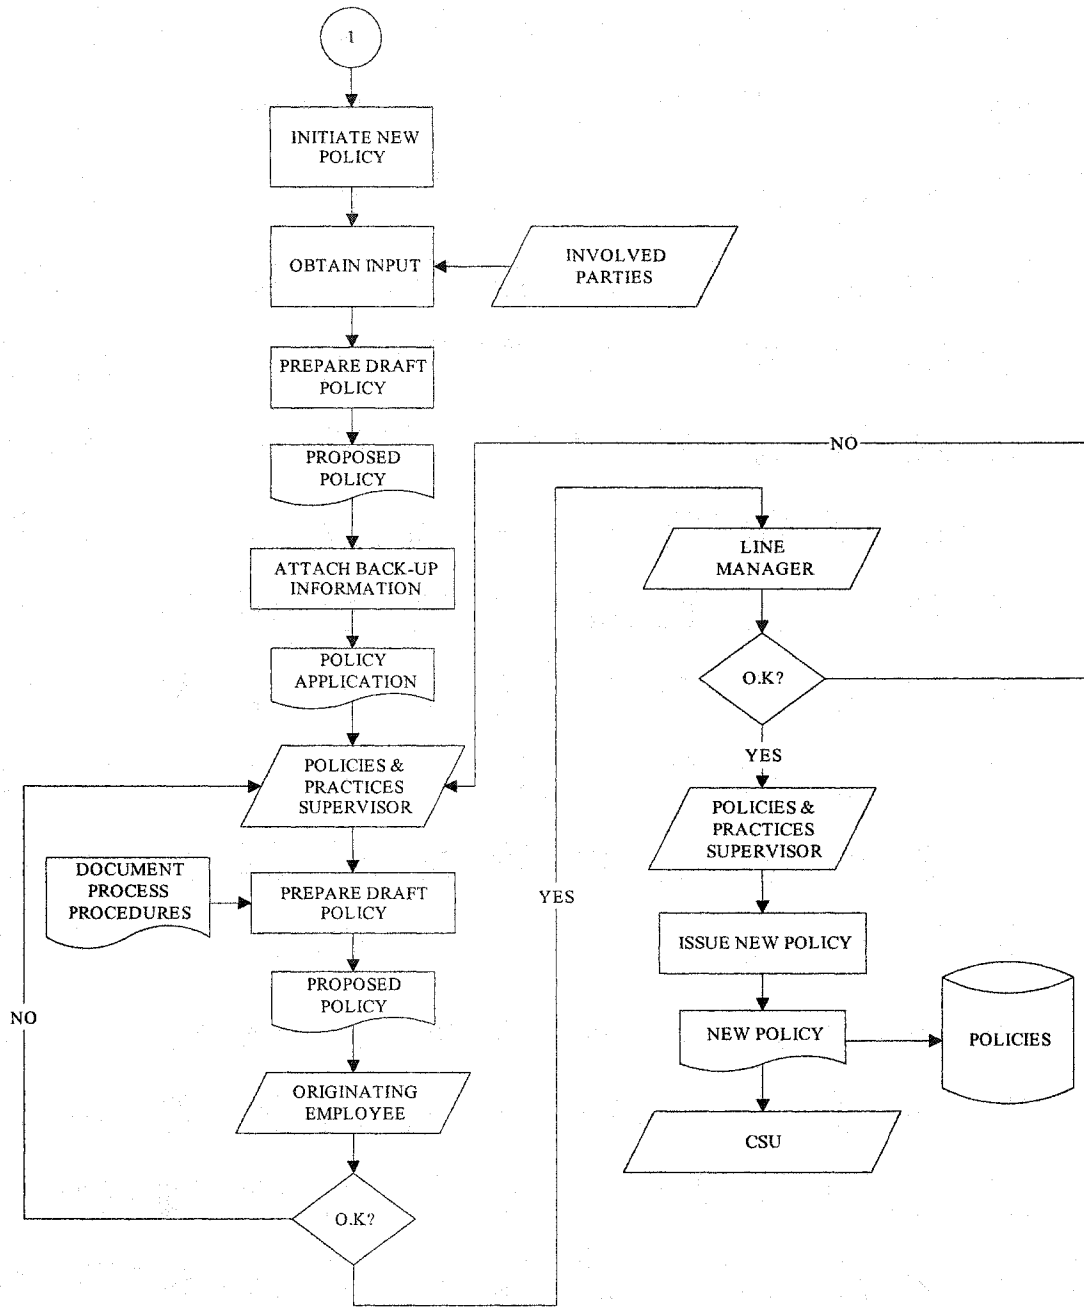 1
INITIATE NEW
POLICY
OBTAIN INPUT
INVOLVED
PARTIES
PREPARE DRAFT
POLICY
PROPOSED
POLICY
ATTACH BACK-UP
INFORMATION
POLICY
APPLICATION
POLICIES &
PRACTICES
SUPERVISOR
DOCUMENT
PROCESS
PROCEDURES
PREPARE DRAFT
POLICY
PROPOSED
POLICY
NO
ORIGINATING
EMPLOYEE
O.K?
YES
NO
LINE
MANAGER
O.K?
YES
POLICIES &
PRACTICES
SUPERVISOR
ISSUE NEW POLICY
NEW POLICY
POLICIES
CSU